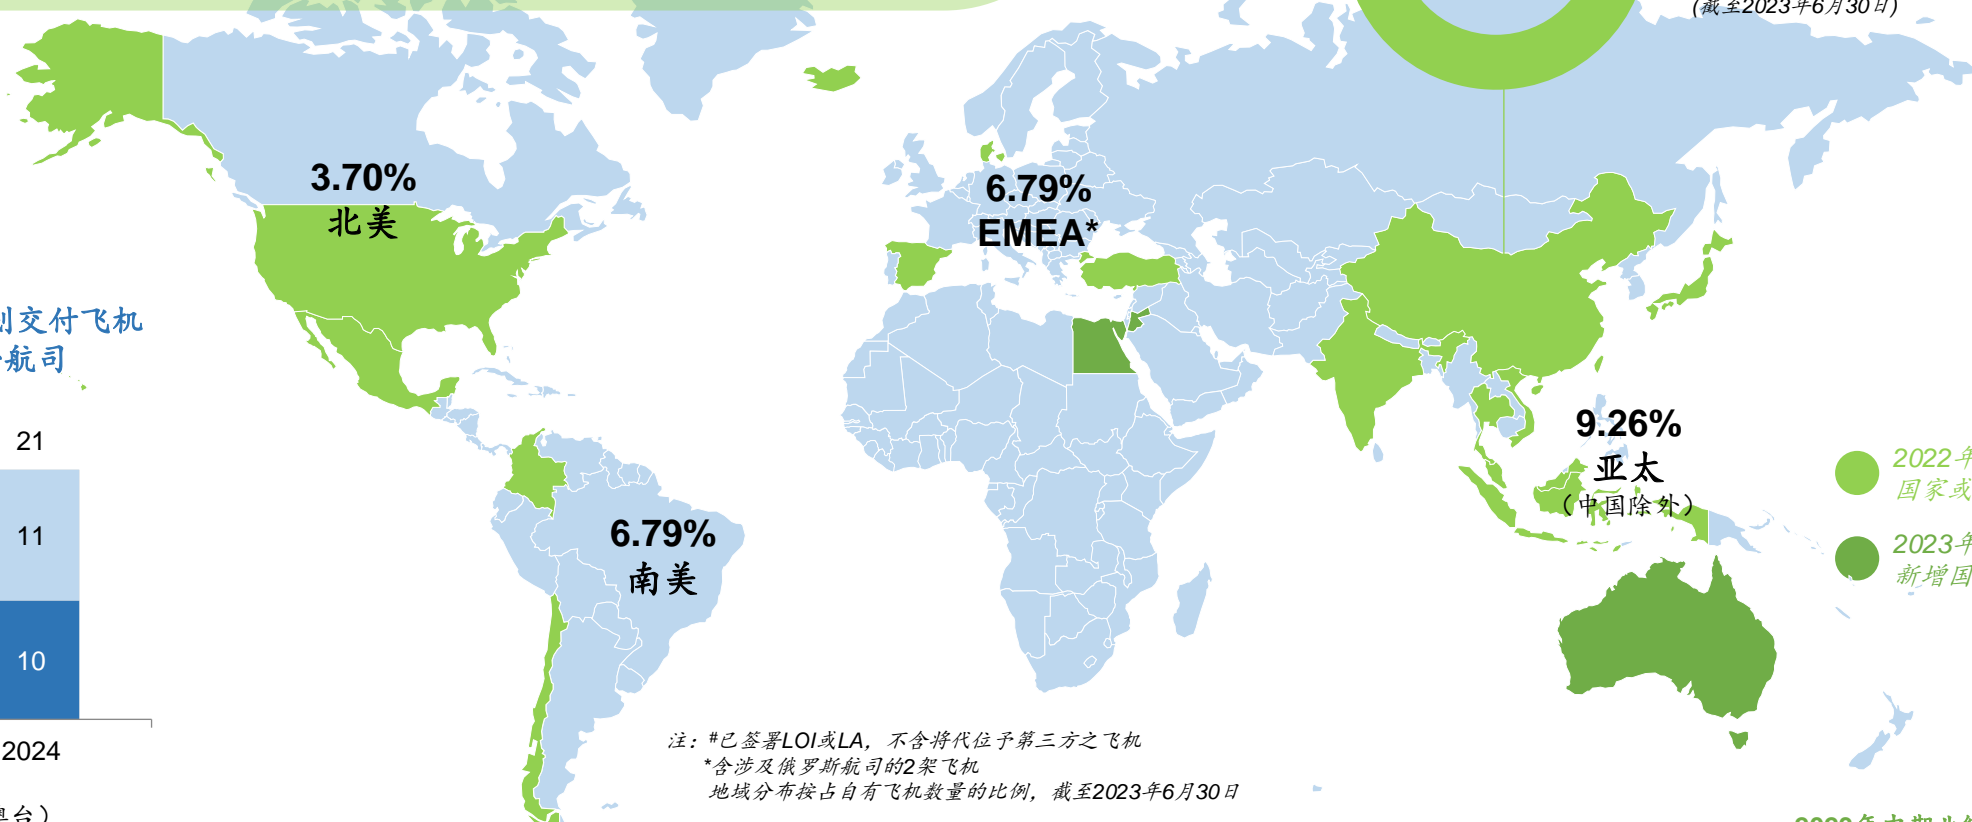 (截至2023年6月30日)
3.70%
北美
6.79%
EMEA*
划交付飞机
航司
21
11
10
2024
9.26%
亚太
(中国除外)
6.79%
南美
2022年
国家或
2023年
新增国
注：#已签署LOI或LA，不含将代位予第三方之飞机
*含涉及俄罗斯航司的2架飞机
地域分布按占自有飞机数量的比例，截至2023年6月30日